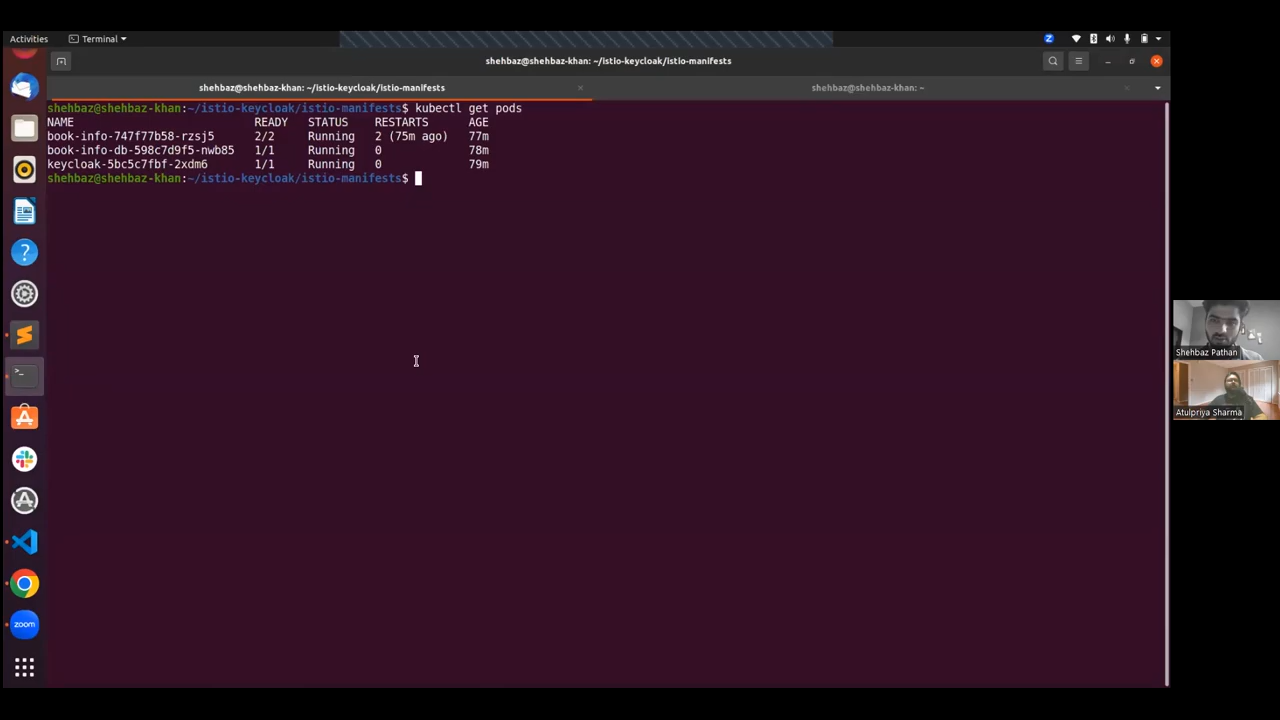 Activities Terminal
shehbaz@shehbaz-khan: ~/istio-keycloak/istio-manifests
shehbaz@shehbaz-khan: ~/istio-keycloak/istio-manifests shehbaz@shehbaz-khan: ~
shehbaz@shehbaz-khan:~/istio-keycloak/istio-manifests$ kubectl get pods
NAME READY STATUS RESTARTS AGE
book-info-747f77b58-rzsj5 2/2 Running 2 (75m ago) 77m
book-info-db-598c7d9f5-nwb85 1/1 Running 0 78m
keycloak-5bc5c7fbf-2xdm6 1/1 Running 0 79m
shehbaz@shehbaz-khan:~/istio-keycloak/istio-manifests$
Shehbaz Pathan
Atulpriya Sharma
zoom